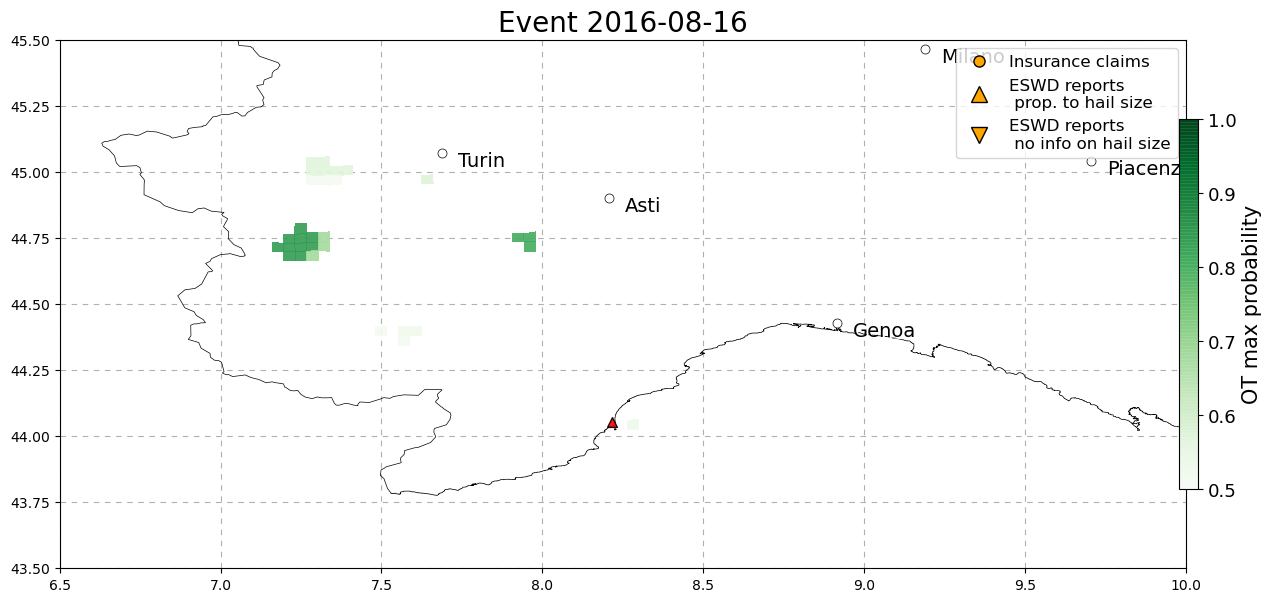 Event 2016-08-16
45.50
45.25
45.00
44.75
44.50
44.25
44.00
43.75
43.50
6.5
7.0
7.5
8.0
8.5
9.0
9.5
10.0
Milano
Turin
Asti
Genoa
Piacenz
Insurance claims
ESWD reports
prop. to hail size
ESWD reports
no info on hail size
1.0
0.9
0.8
0.7
0.6
0.5
OT max probability